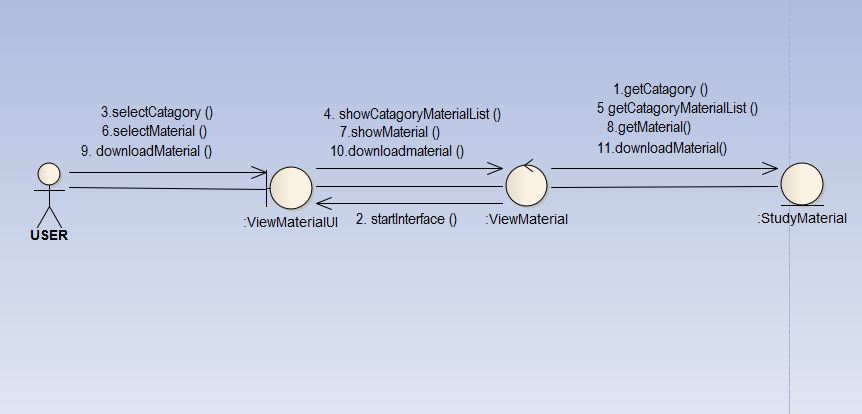 1.getCatagory ()
3.selectCatagory ()
4. showCatagoryMaterialList ()
5 getCatagoryMaterialList ()
6.selectMaterial ()
7.showMaterial ()
8.getMaterial()
9. downloadMaterial ()
10.downloadmaterial ()
11.downloadMaterial()
:ViewMaterialUI
2. startInterface ()
:ViewMaterial
:StudyMaterial
USER